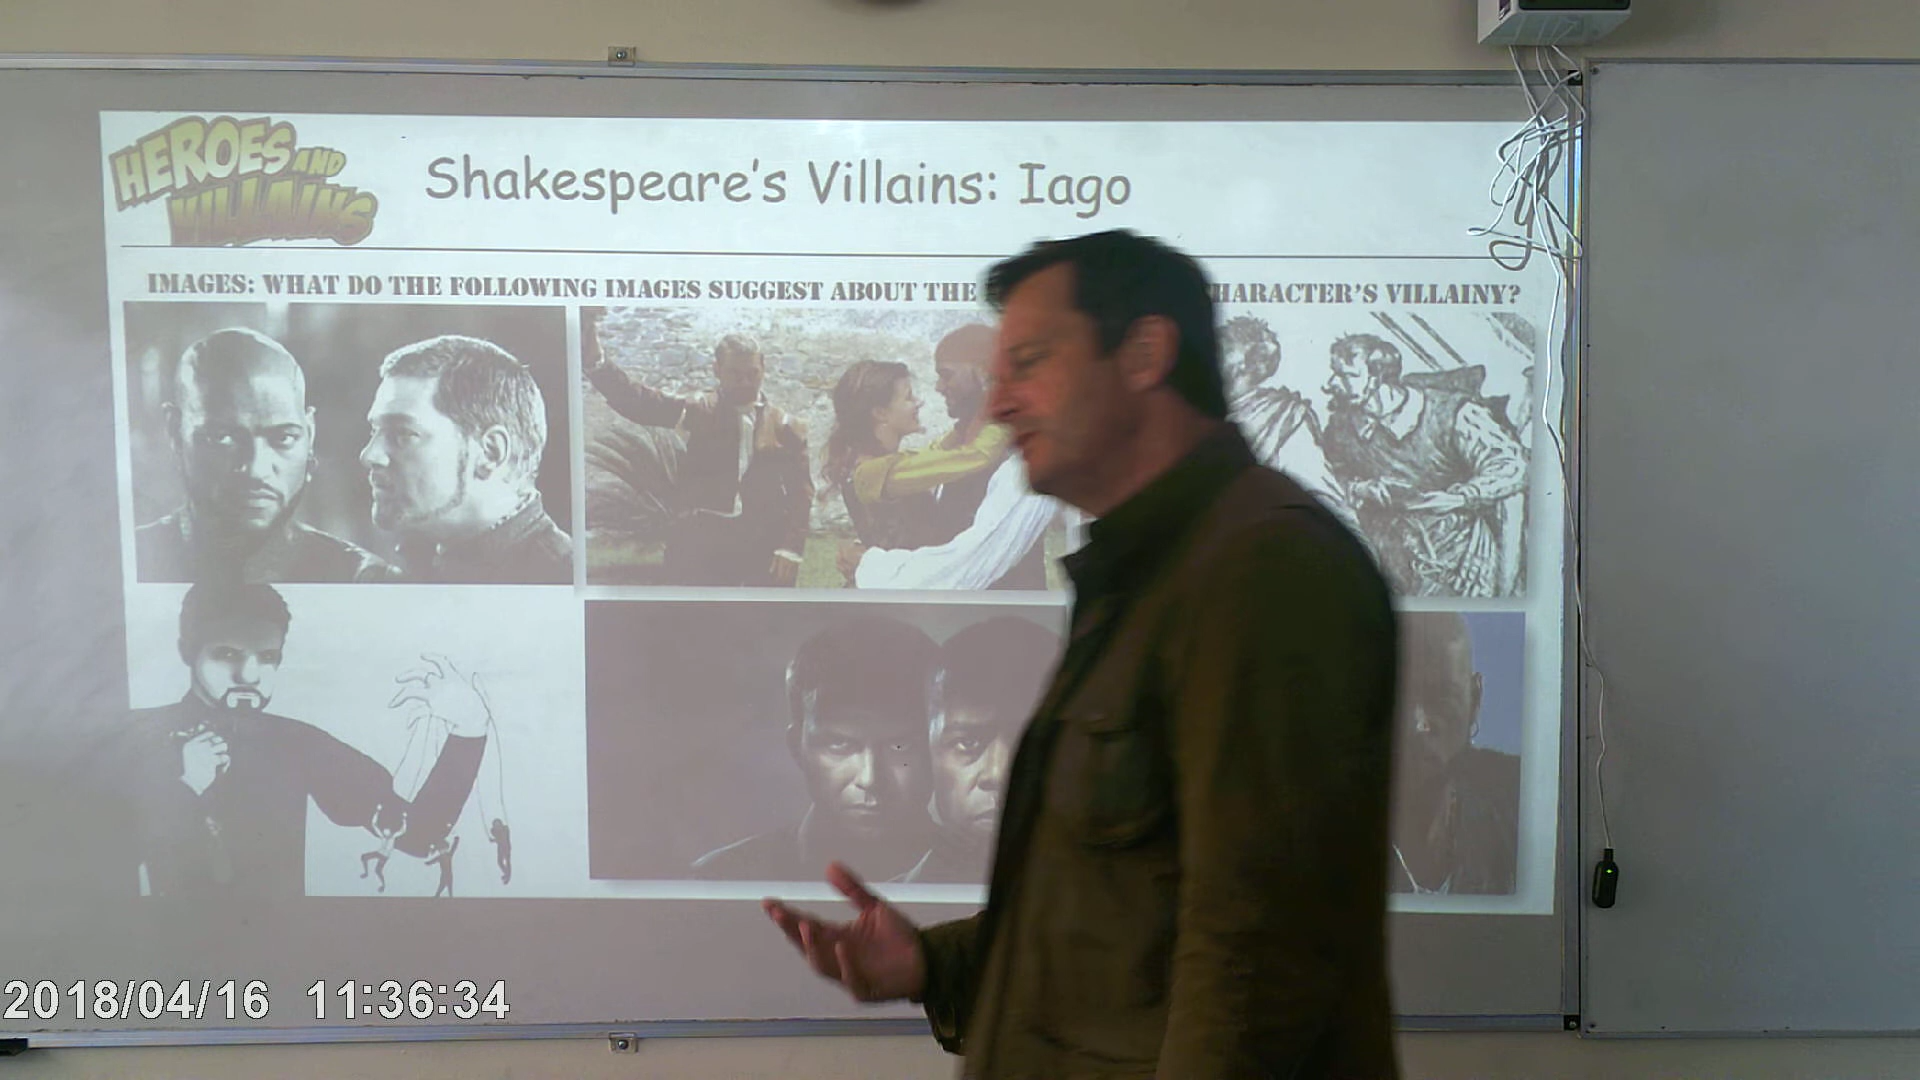 HEROES AND
VILLAINS
Shakespeare's Villains: Iago
IMAGES: WHAT DO THE FOLLOWING IMAGES SUGGEST ABOUT THE HARACTER'S VILLAINY?
2018/04/16 11:36:34